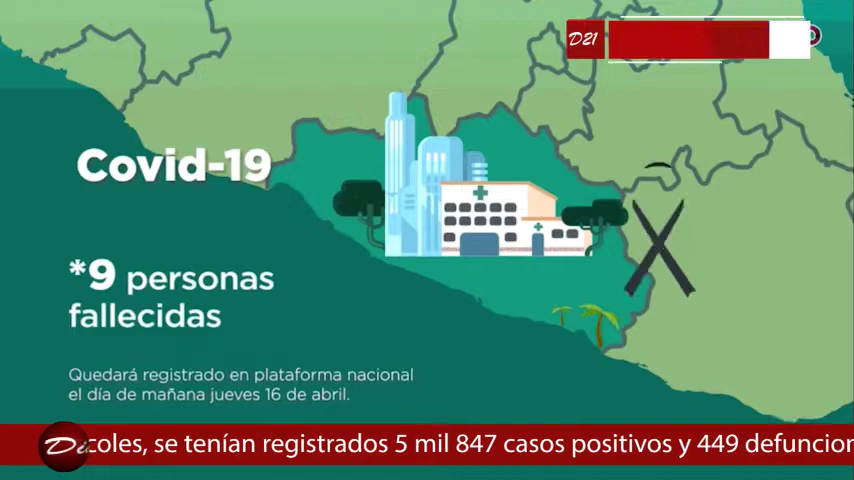 D21
Covid-19
*9 personas
fallecidas
Quedará registrado en plataforma nacional
el día de mañana jueves 16 de abril.
coles, se tenían registrados 5 mil 847 casos positivos y 449 defuncion